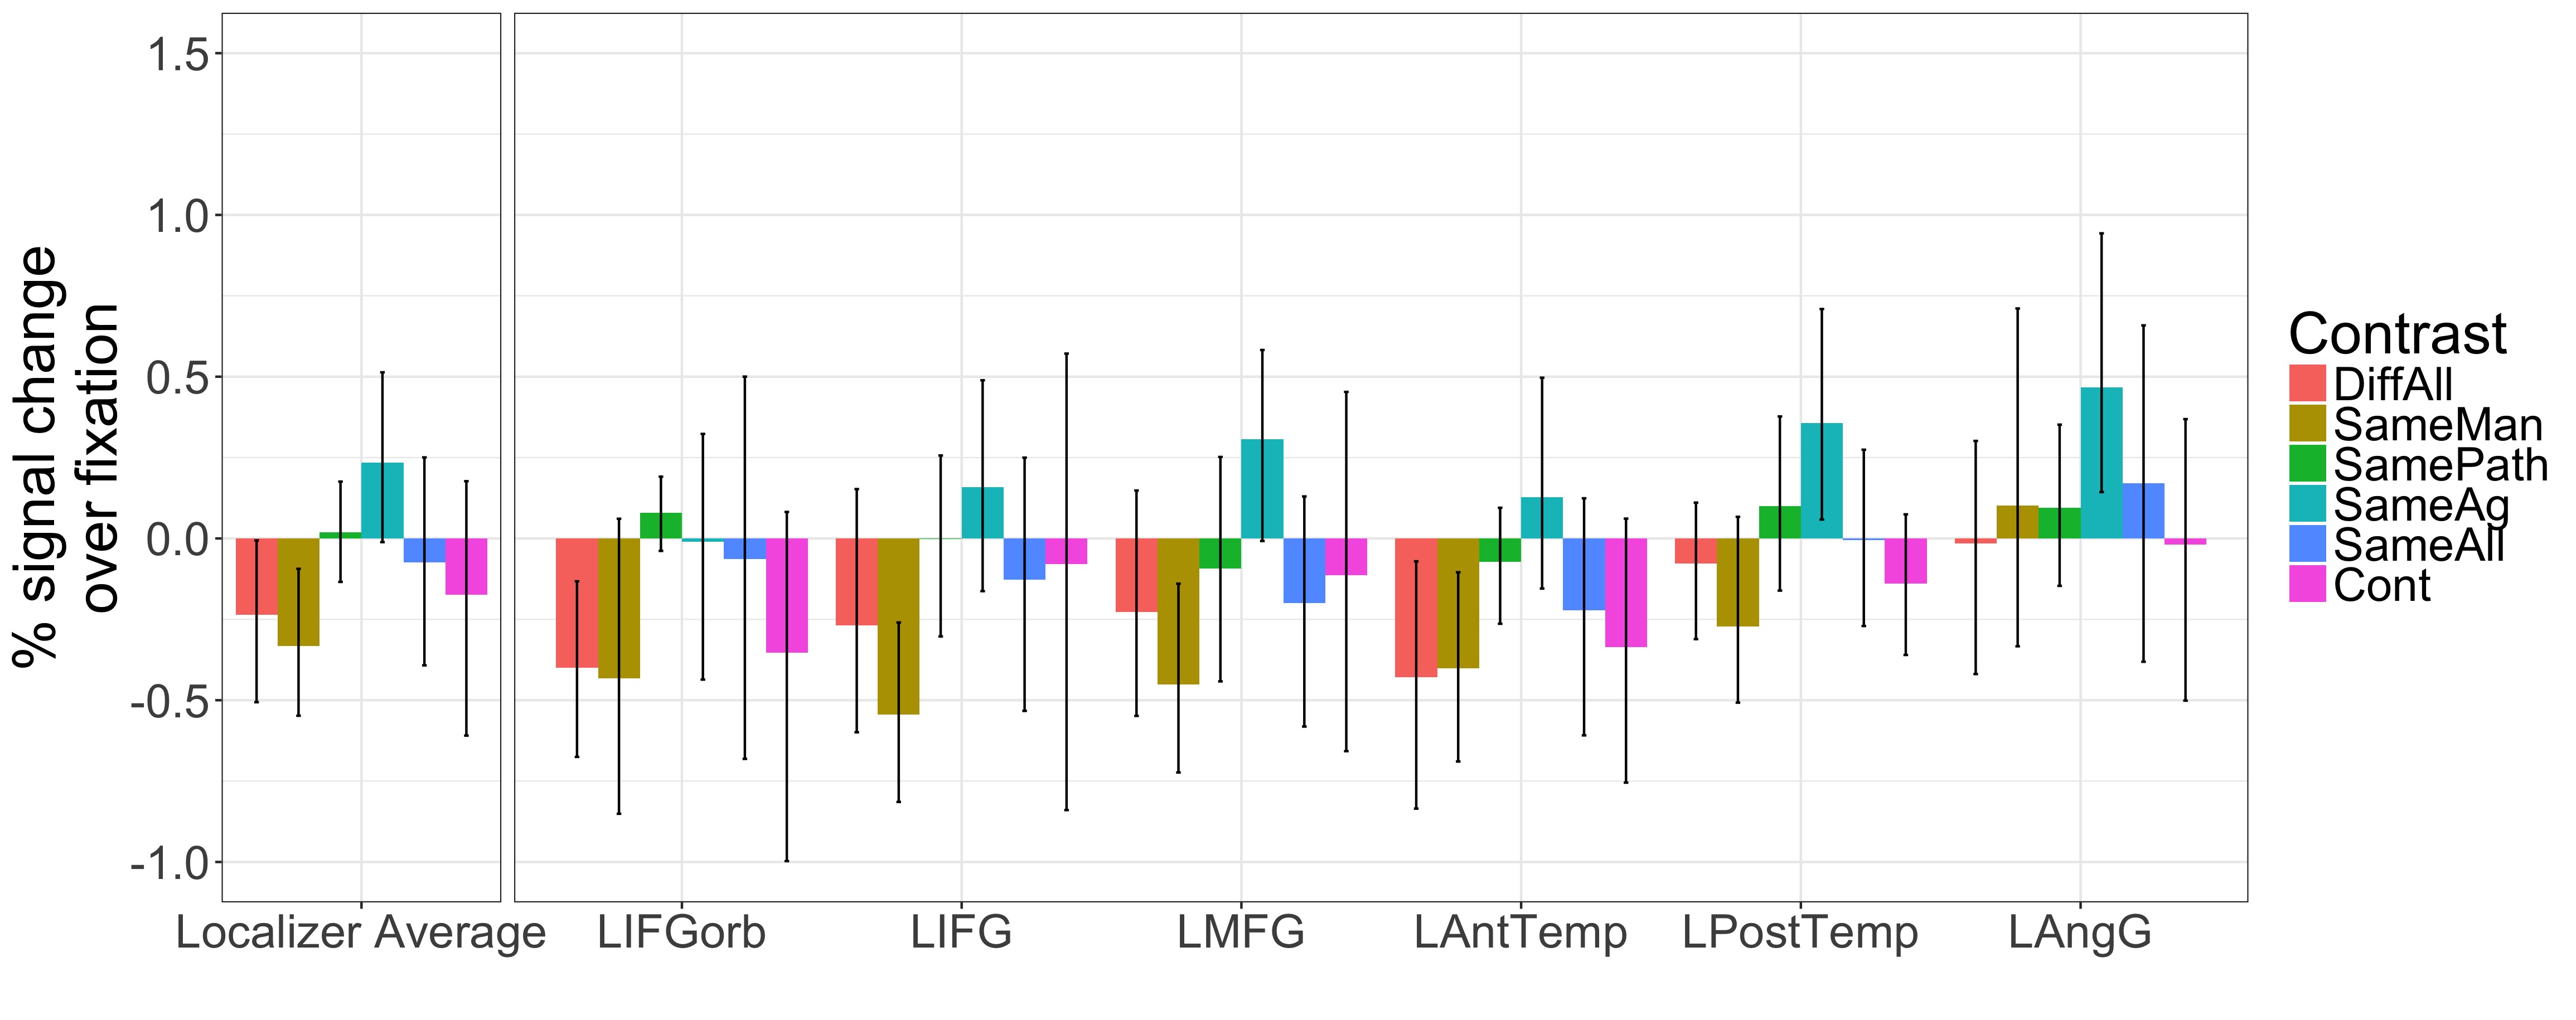 % signal change
over fixation
1.5
1.0
0.5
0.0
-0.5
-1.0
Localizer Average
LIFGorb
LIFG
LMFG
LAntTemp
LPostTemp
LAngG
Contrast
DiffAll
SameMan
SamePath
SameAg
SameAll
Cont